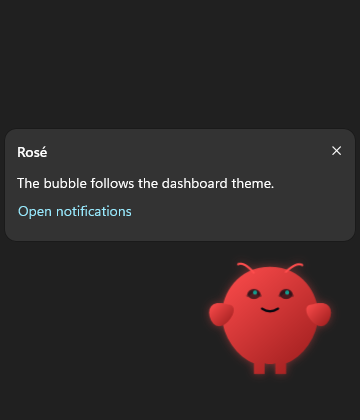 Rosé
The bubble follows the dashboard theme.
Open notifications